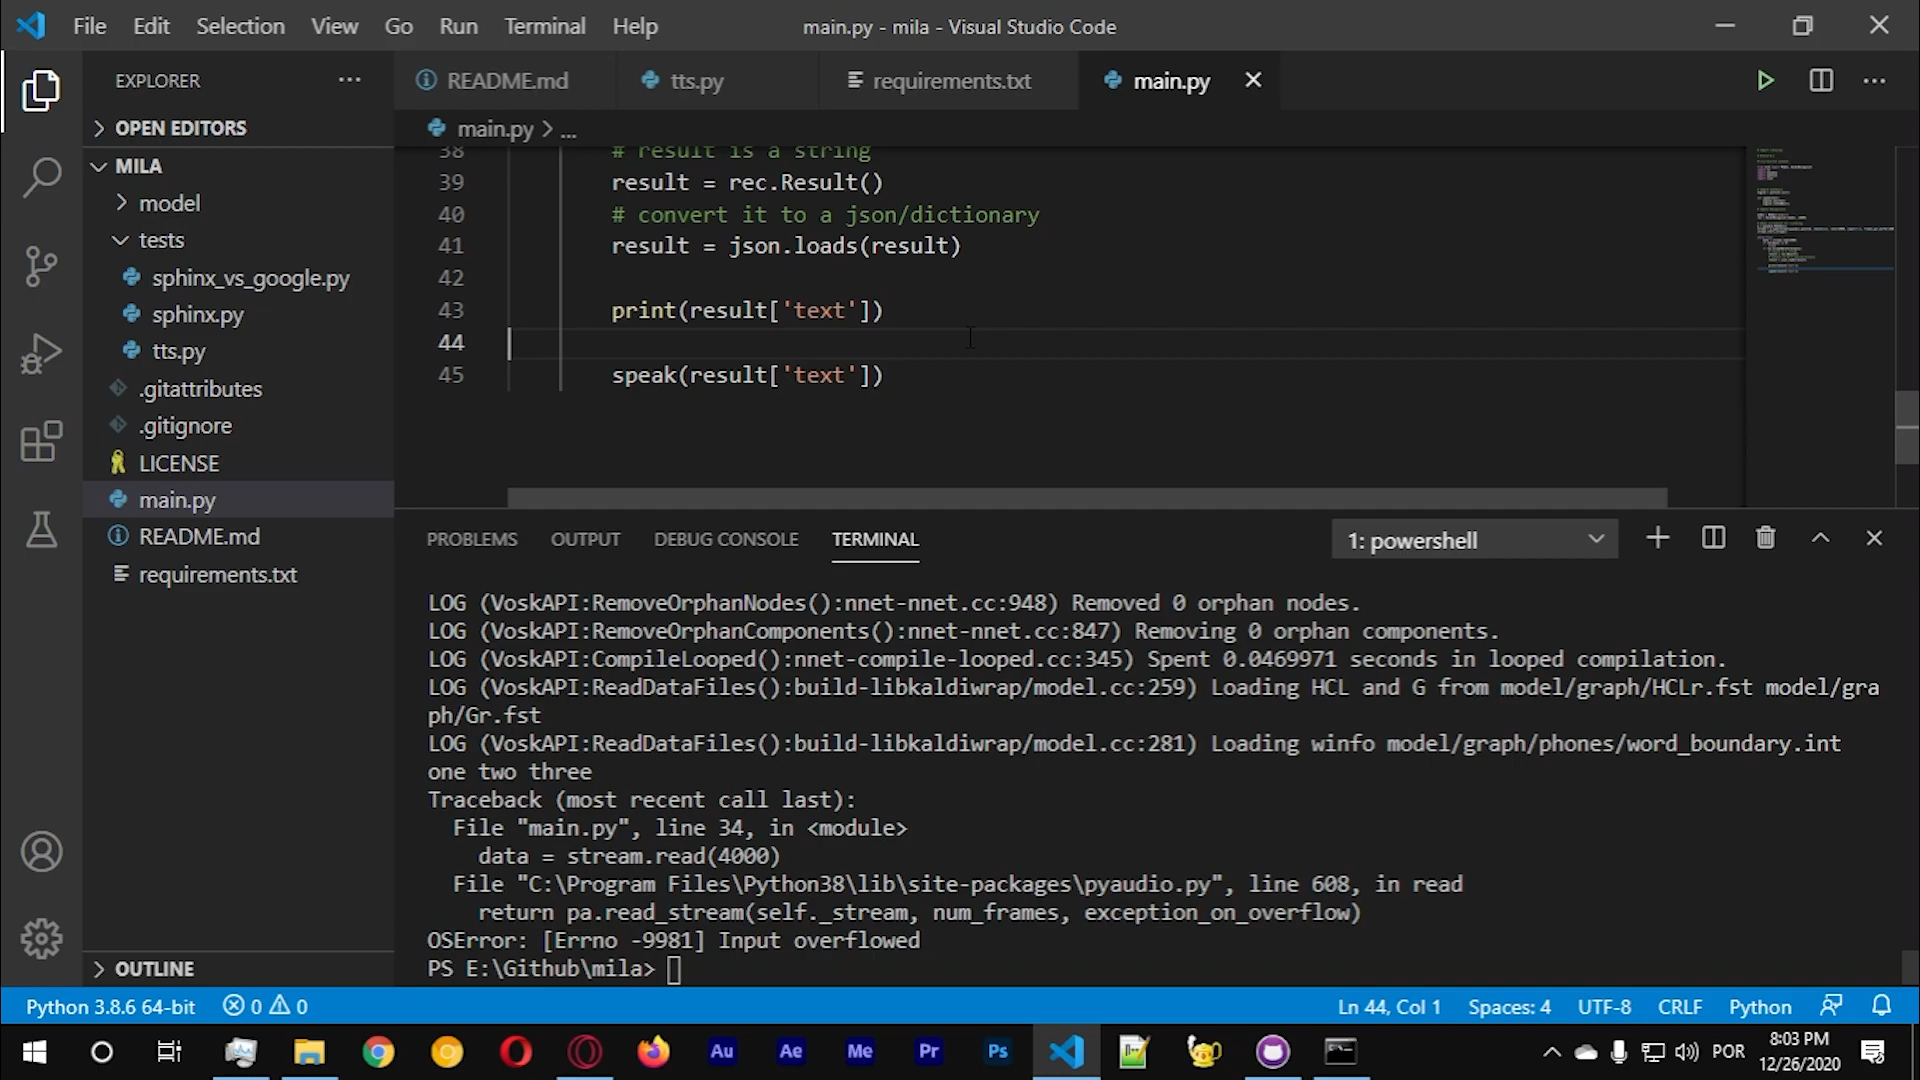 File Edit Selection View Go Run Terminal Help
main.py - mila - Visual Studio Code
EXPLORER
OPEN EDITORS
MILA
model
tests
sphinx_vs_google.py
sphinx.py
tts.py
.gitattributes
.gitignore
LICENSE
main.py
README.md
requirements.txt
OUTLINE
README.md tts.py requirements.txt main.py
main.py > ...
38 # result is a string
39 result = rec.Result()
40 # convert it to a json/dictionary
41 result = json.loads(result)
42
43 print(result['text'])
44
45 speak(result['text'])
PROBLEMS OUTPUT DEBUG CONSOLE TERMINAL 1: powershell
LOG (VoskAPI:RemoveOrphanNodes():nnet-nnet.cc:948) Removed 0 orphan nodes.
LOG (VoskAPI:RemoveOrphanComponents():nnet-nnet.cc:847) Removing 0 orphan components.
LOG (VoskAPI:CompileLooped():nnet-compile-looped.cc:345) Spent 0.0469971 seconds in looped compilation.
LOG (VoskAPI:ReadDataFiles():build-libkaldiwrap/model.cc:259) Loading HCL and G from model/graph/HCLr.fst model/gra
ph/Gr.fst
LOG (VoskAPI:ReadDataFiles():build-libkaldiwrap/model.cc:281) Loading winfo model/graph/phones/word_boundary.int
one two three
Traceback (most recent call last):
File "main.py", line 34, in <module>
data = stream.read(4000)
File "C:\Program Files\Python38\lib\site-packages\pyaudio.py", line 608, in read
return pa.read_stream(self._stream, num_frames, exception_on_overflow)
OSError: [Errno -9981] Input overflowed
PS E:\Github\mila>
Python 3.8.6 64-bit 0 0 Ln 44, Col 1 Spaces: 4 UTF-8 CRLF Python
Au Ae Me Pr Ps POR 8:03 PM
12/26/2020